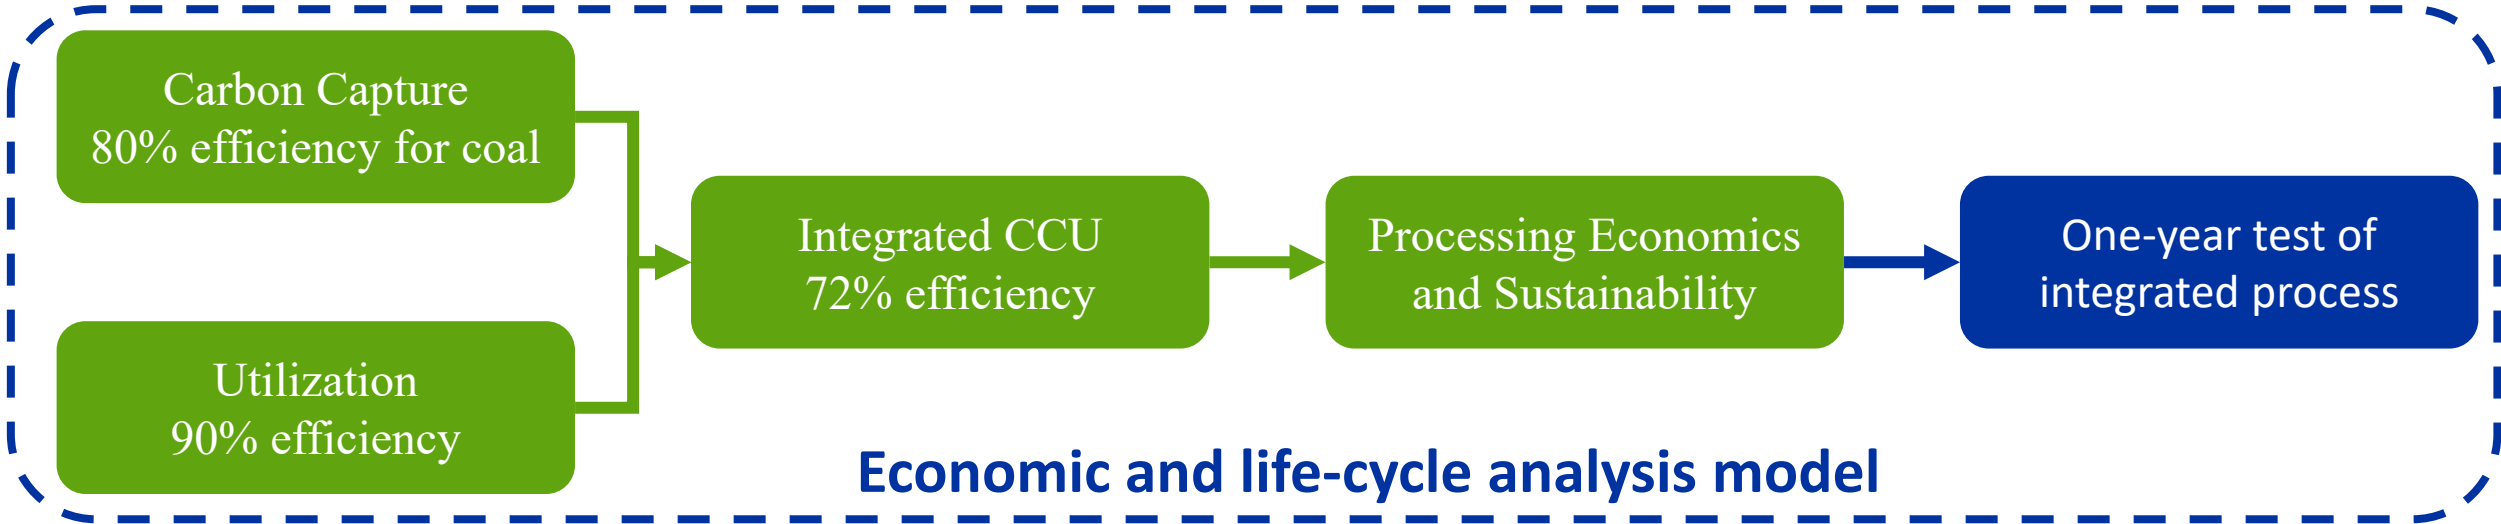 Carbon Capture
80% efficiency for coal
Utilization
90% efficiency
Integrated CCU
72% efficiency
Processing Economics
and Sustainability
One-year test of
integrated process
Economic and life-cycle analysis model